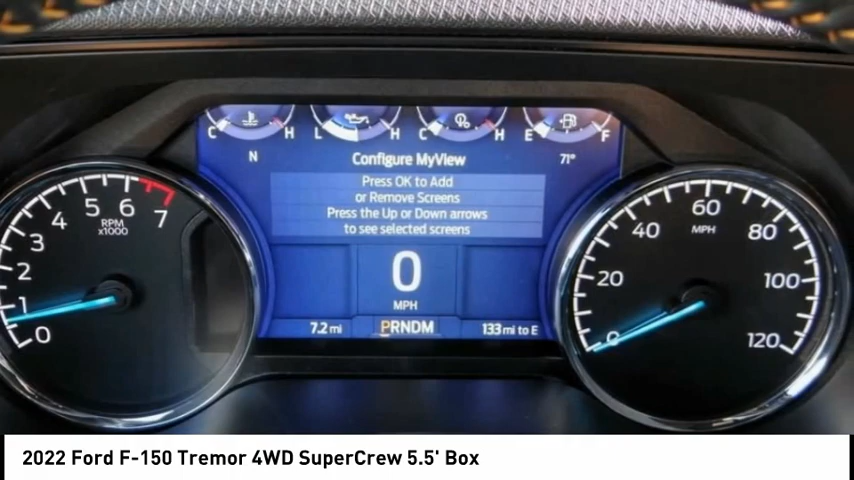 C H L H C H E F
N 71°
Configure MyView
Press OK to Add
or Remove Screens
Press the Up or Down arrows
to see selected screens
0
MPH
7.2 mi PRNDM 133 mi to E
0 1 2 3 4 5 6 7
RPM
x1000
0 20 40 60 80 100 120
MPH
2022 Ford F-150 Tremor 4WD SuperCrew 5.5' Box